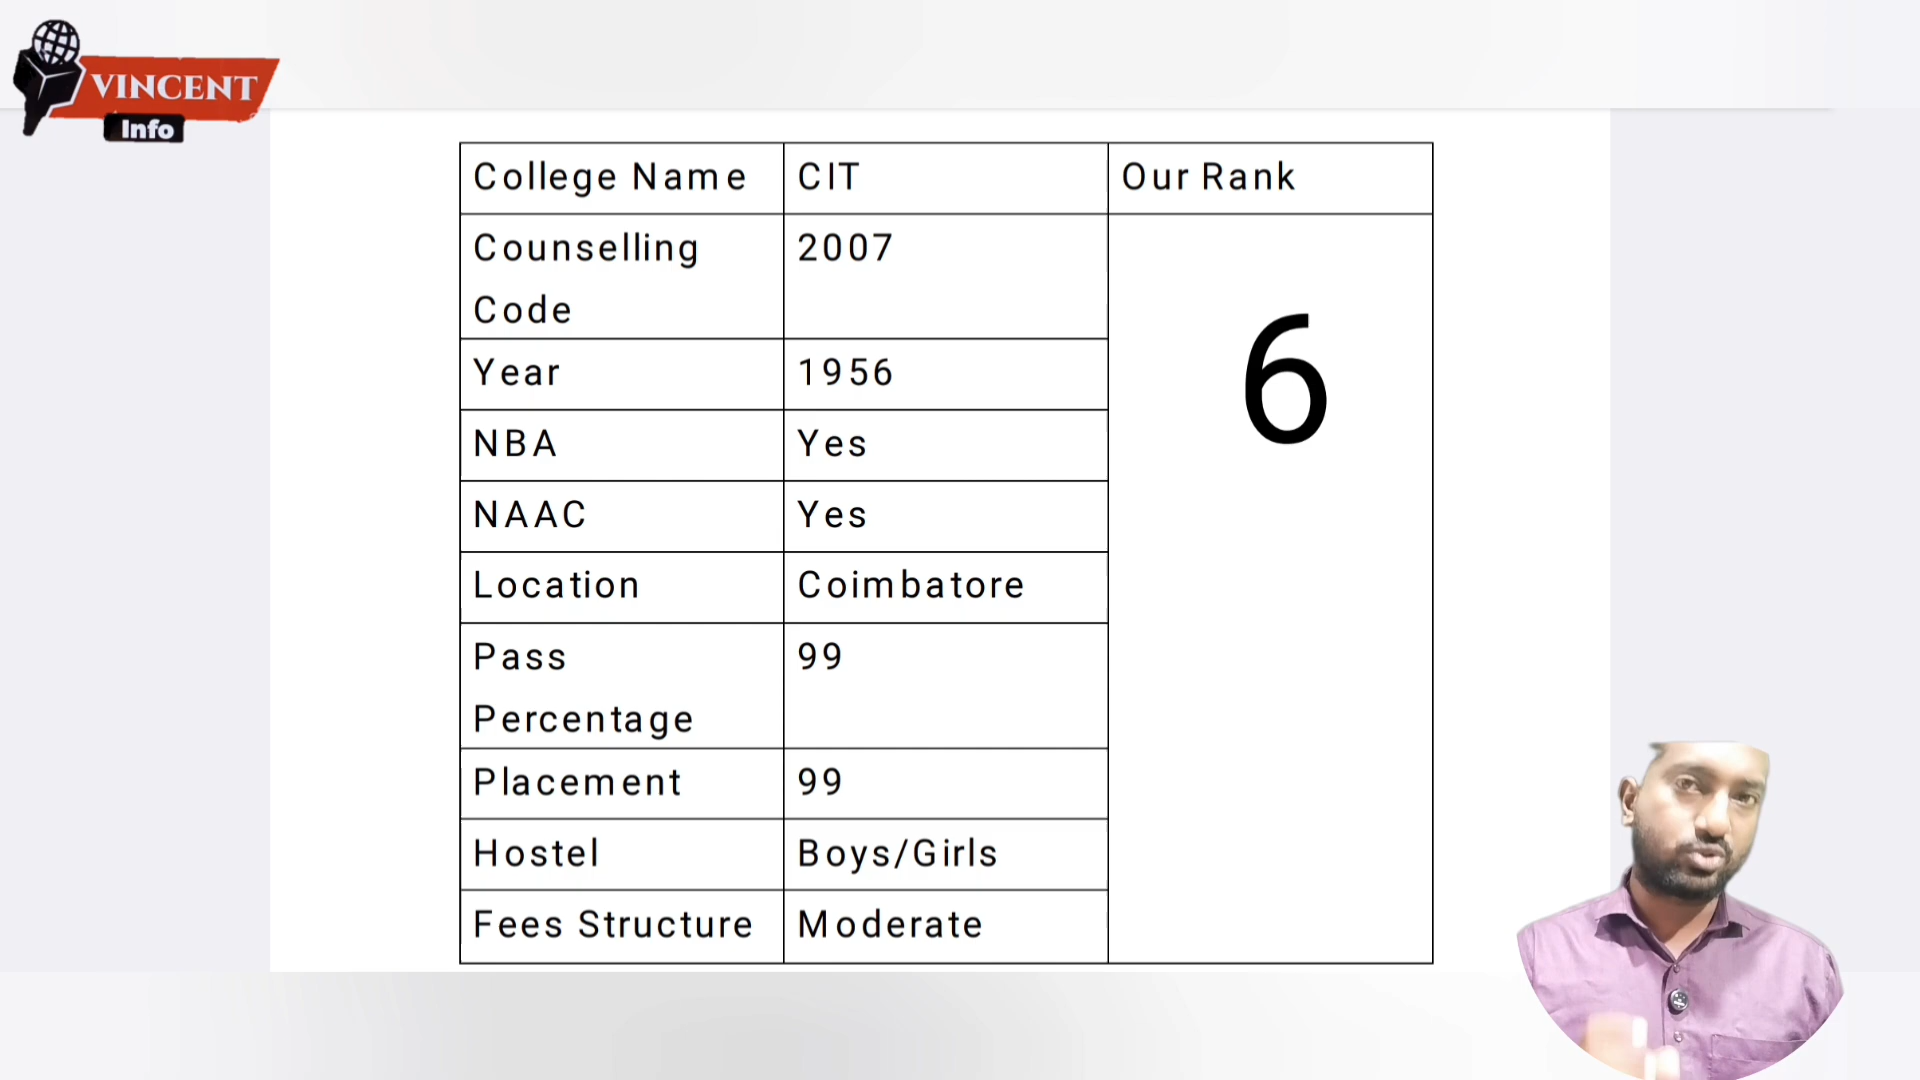 VINCENT
Info
College Name CIT Our Rank
Counselling 2007
Code
6
Year 1956
NBA Yes
NAAC Yes
Location Coimbatore
Pass 99
Percentage
Placement 99
Hostel Boys/Girls
Fees Structure Moderate